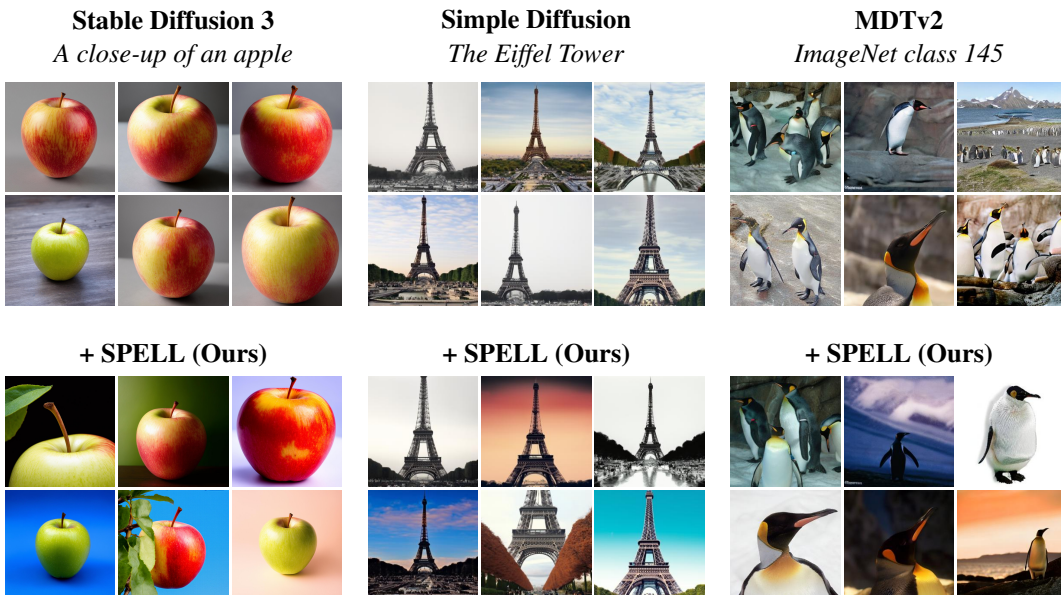 Stable Diffusion 3
A close-up of an apple
Simple Diffusion
The Eiffel Tower
MDTv2
ImageNet class 145
+ SPELL (Ours)
+ SPELL (Ours)
+ SPELL (Ours)